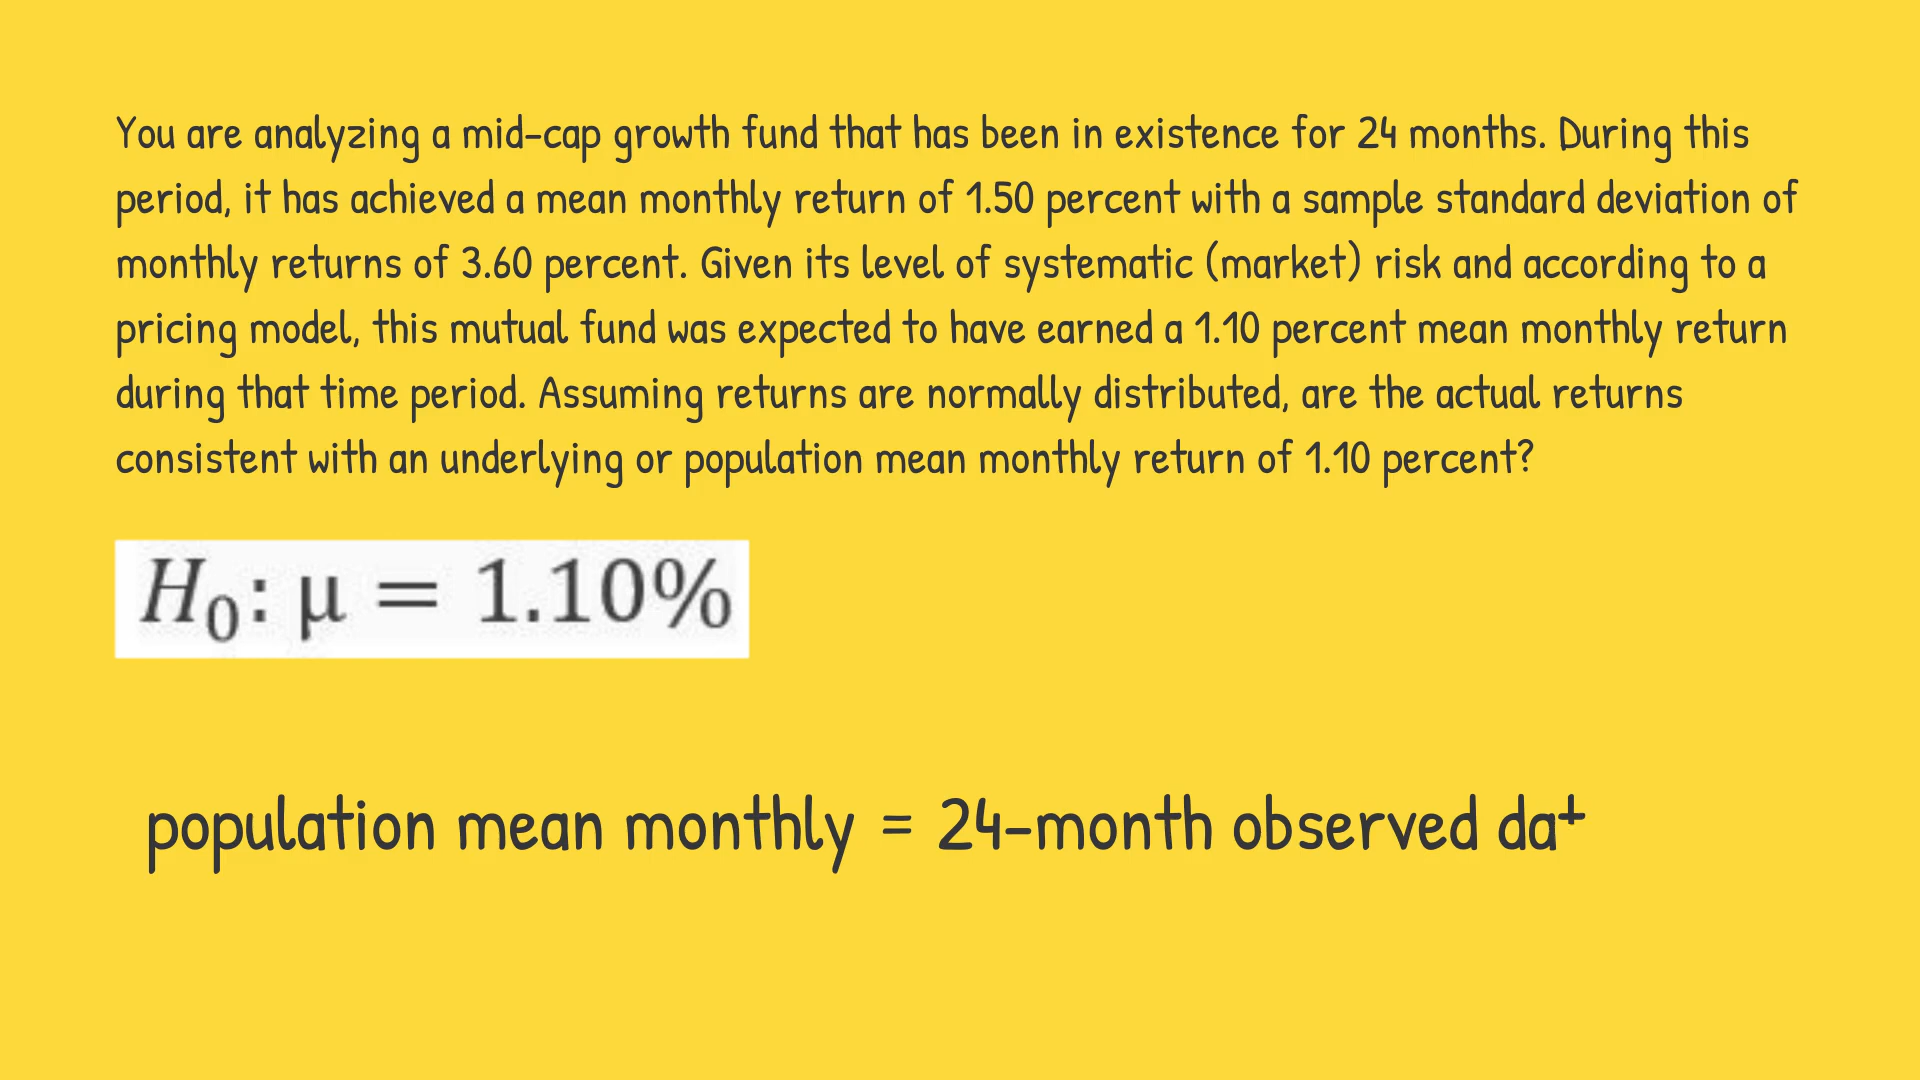 You are analyzing a mid-cap growth fund that has been in existence for 24 months. During this
period, it has achieved a mean monthly return of 1.50 percent with a sample standard deviation of
monthly returns of 3.60 percent. Given its level of systematic (market) risk and according to a
pricing model, this mutual fund was expected to have earned a 1.10 percent mean monthly return
during that time period. Assuming returns are normally distributed, are the actual returns
consistent with an underlying or population mean monthly return of 1.10 percent?
H₀: μ = 1.10%
population mean monthly = 24-month observed dat